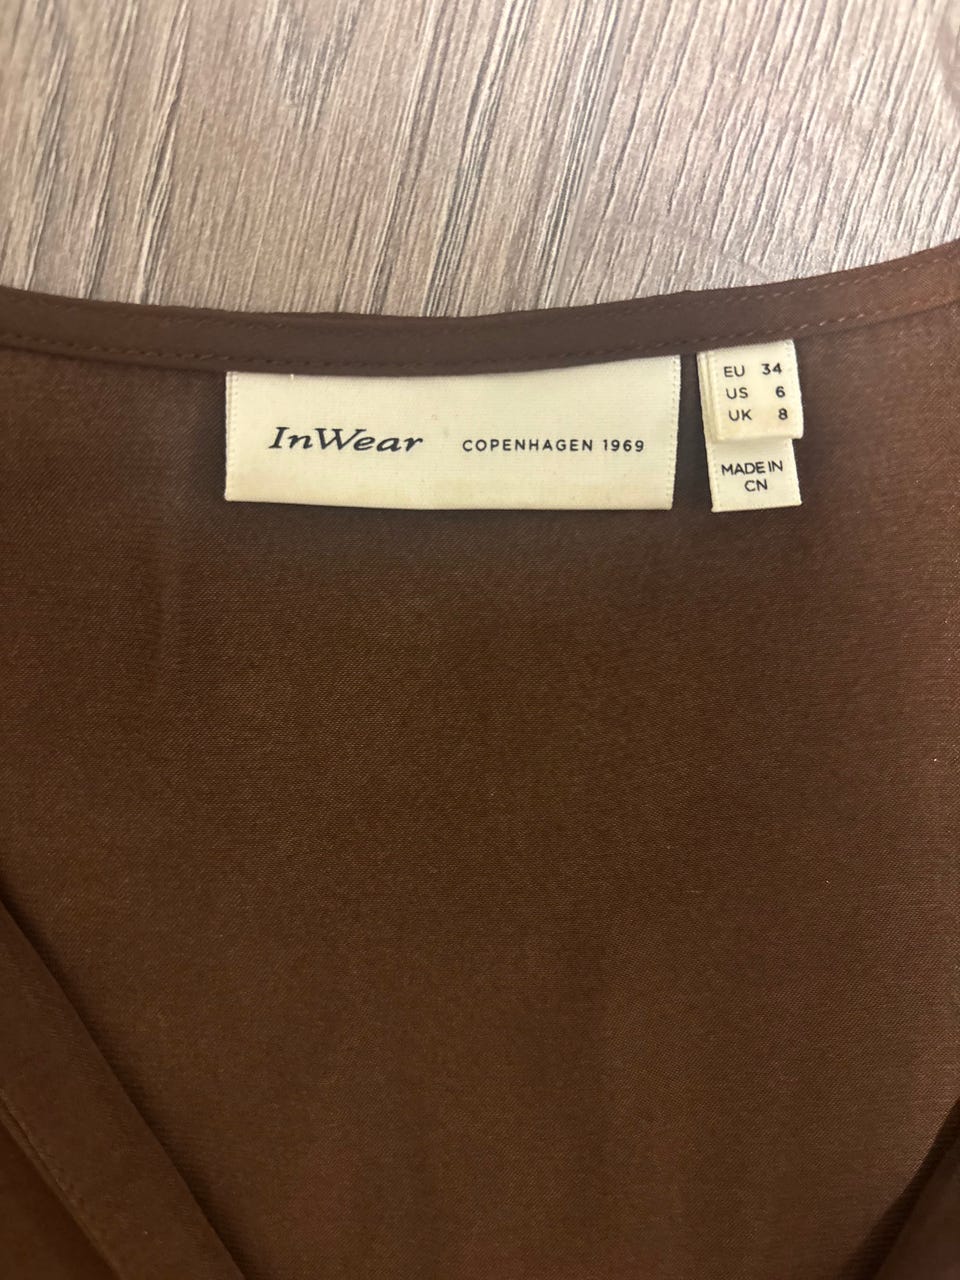 InWear COPENHAGEN 1969
EU 34
US 6
UK 8
MADE IN
CN